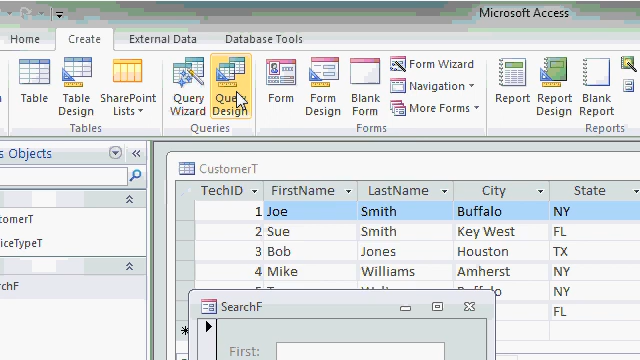 Microsoft Access
Home Create External Data Database Tools
Table Table Design SharePoint Lists Query Wizard Query Design Form Form Design Blank Form Form Wizard Navigation More Forms Report Report Design Blank Report
Tables Queries Forms Reports
s Objects
CustomerT
TechID FirstName LastName City State
1 Joe Smith Buffalo NY
2 Sue Smith Key West FL
3 Bob Jones Houston TX
4 Mike Williams Amherst NY
NY
FL
omerT
iceTypeT
rchF
SearchF
First: